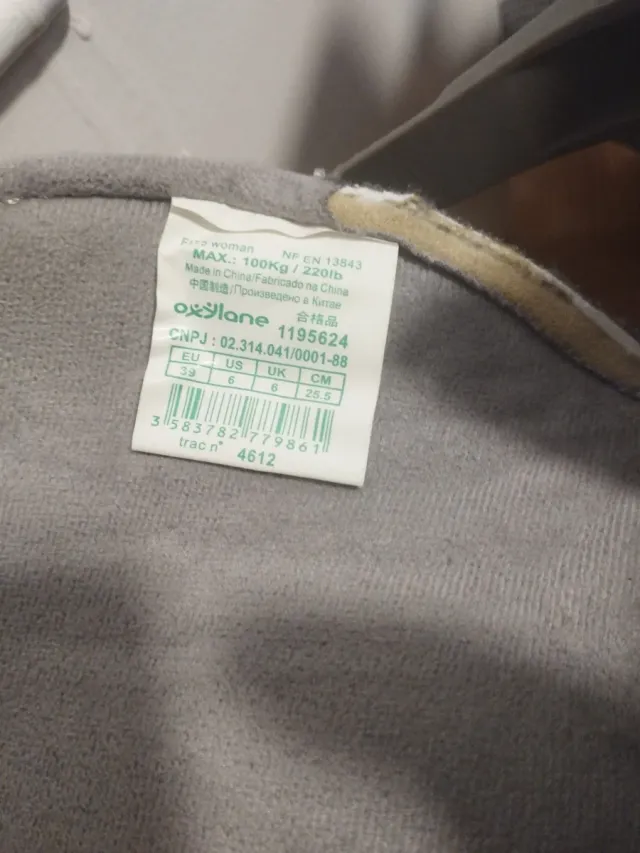 woman NF EN 13843
MAX.: 100Kg / 220lb
Made in China/Fabricado na China
中国制造/Произведено в Китае
oxylane 合格品
1195624
CNPJ : 02.314.041/0001-88
EU US UK CM
39 6 6 25.5
3 583782 779861
trac n° 4612